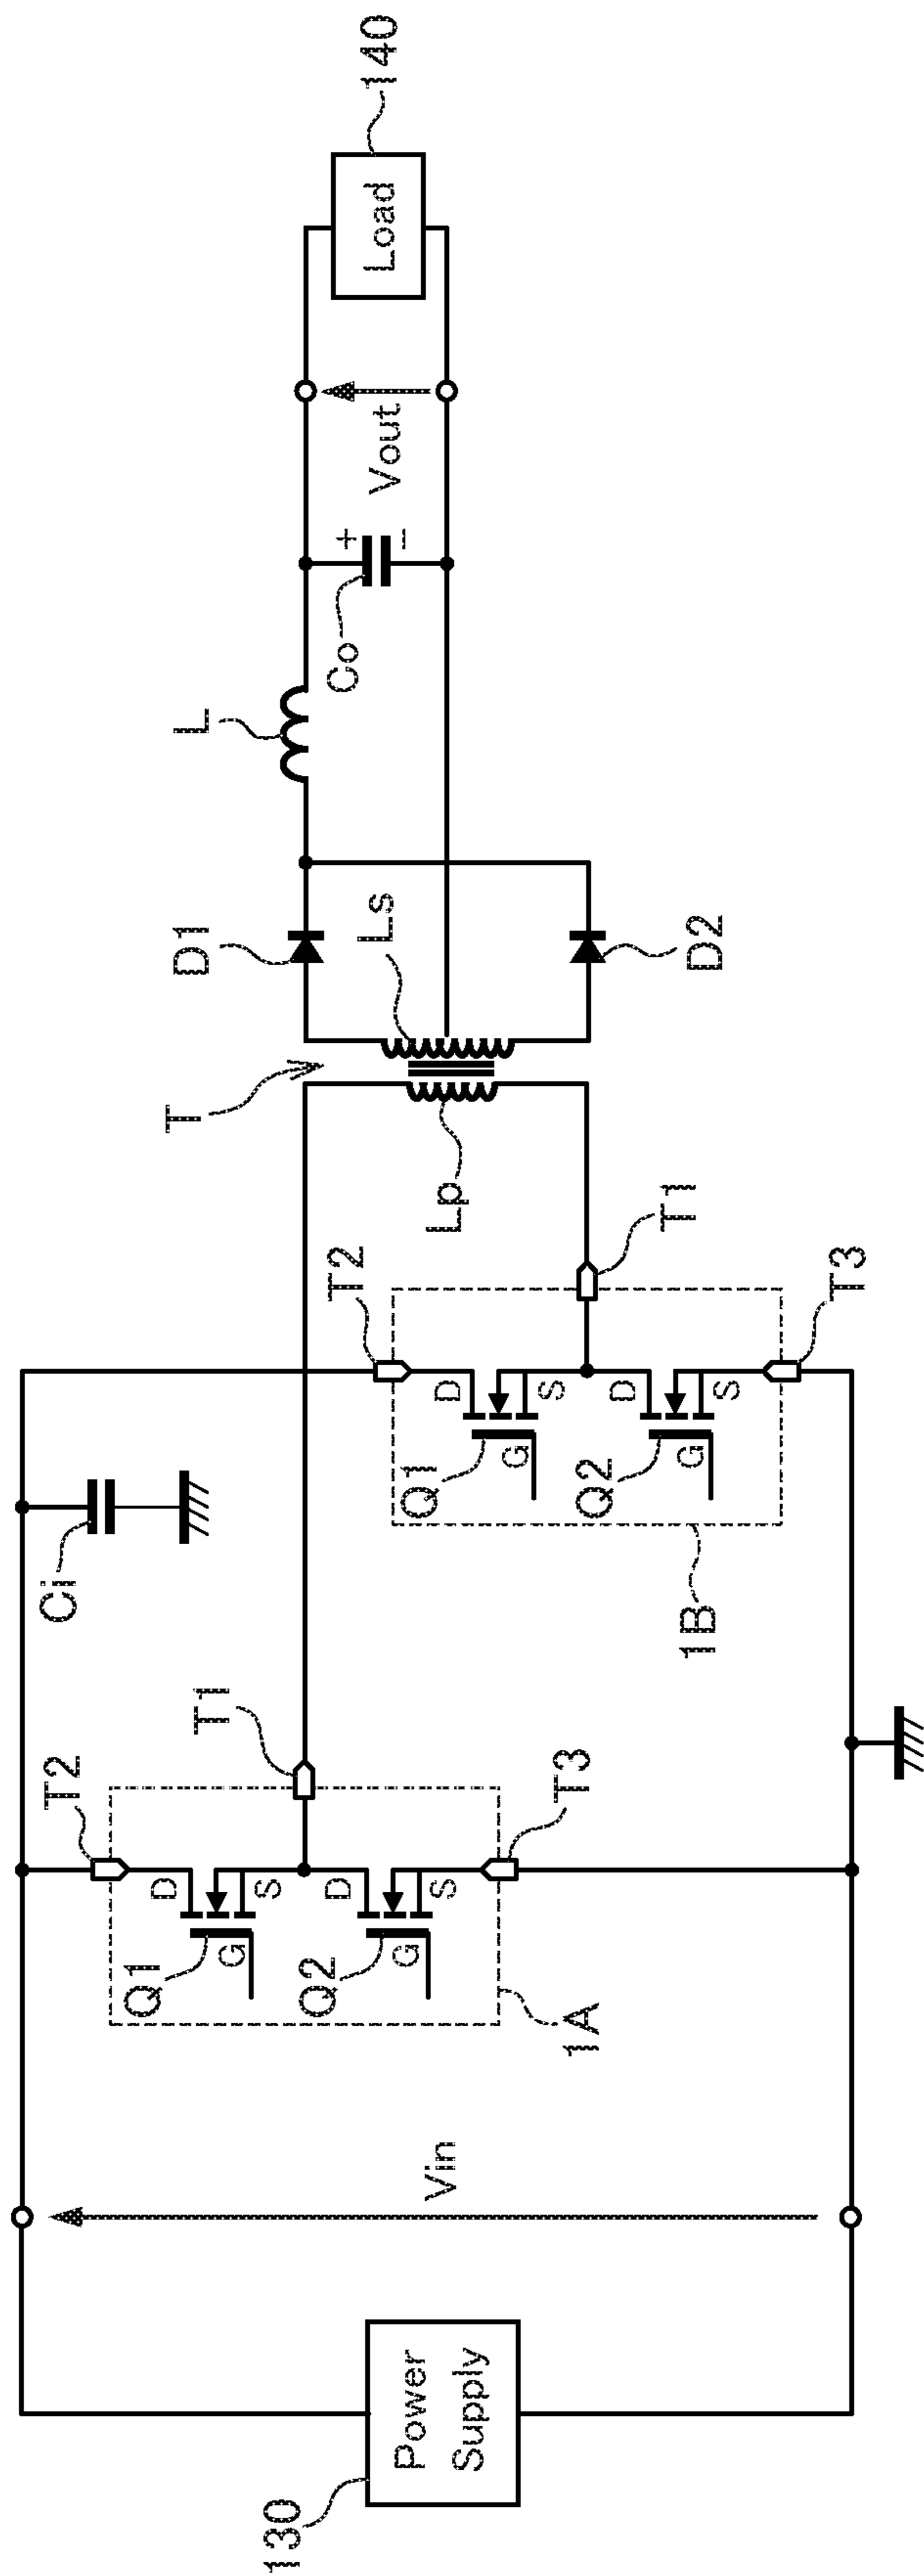 130
Power
Supply
Vin
T2
T1
D
Q1
S
G
D
Q2
S
G
T3
1A
Ci
T2
D
Q1
S
G
T1
D
Q2
S
G
T3
1B
T
Lp
Ls
D1
D2
L
Co
+
−
Vout
Load
140